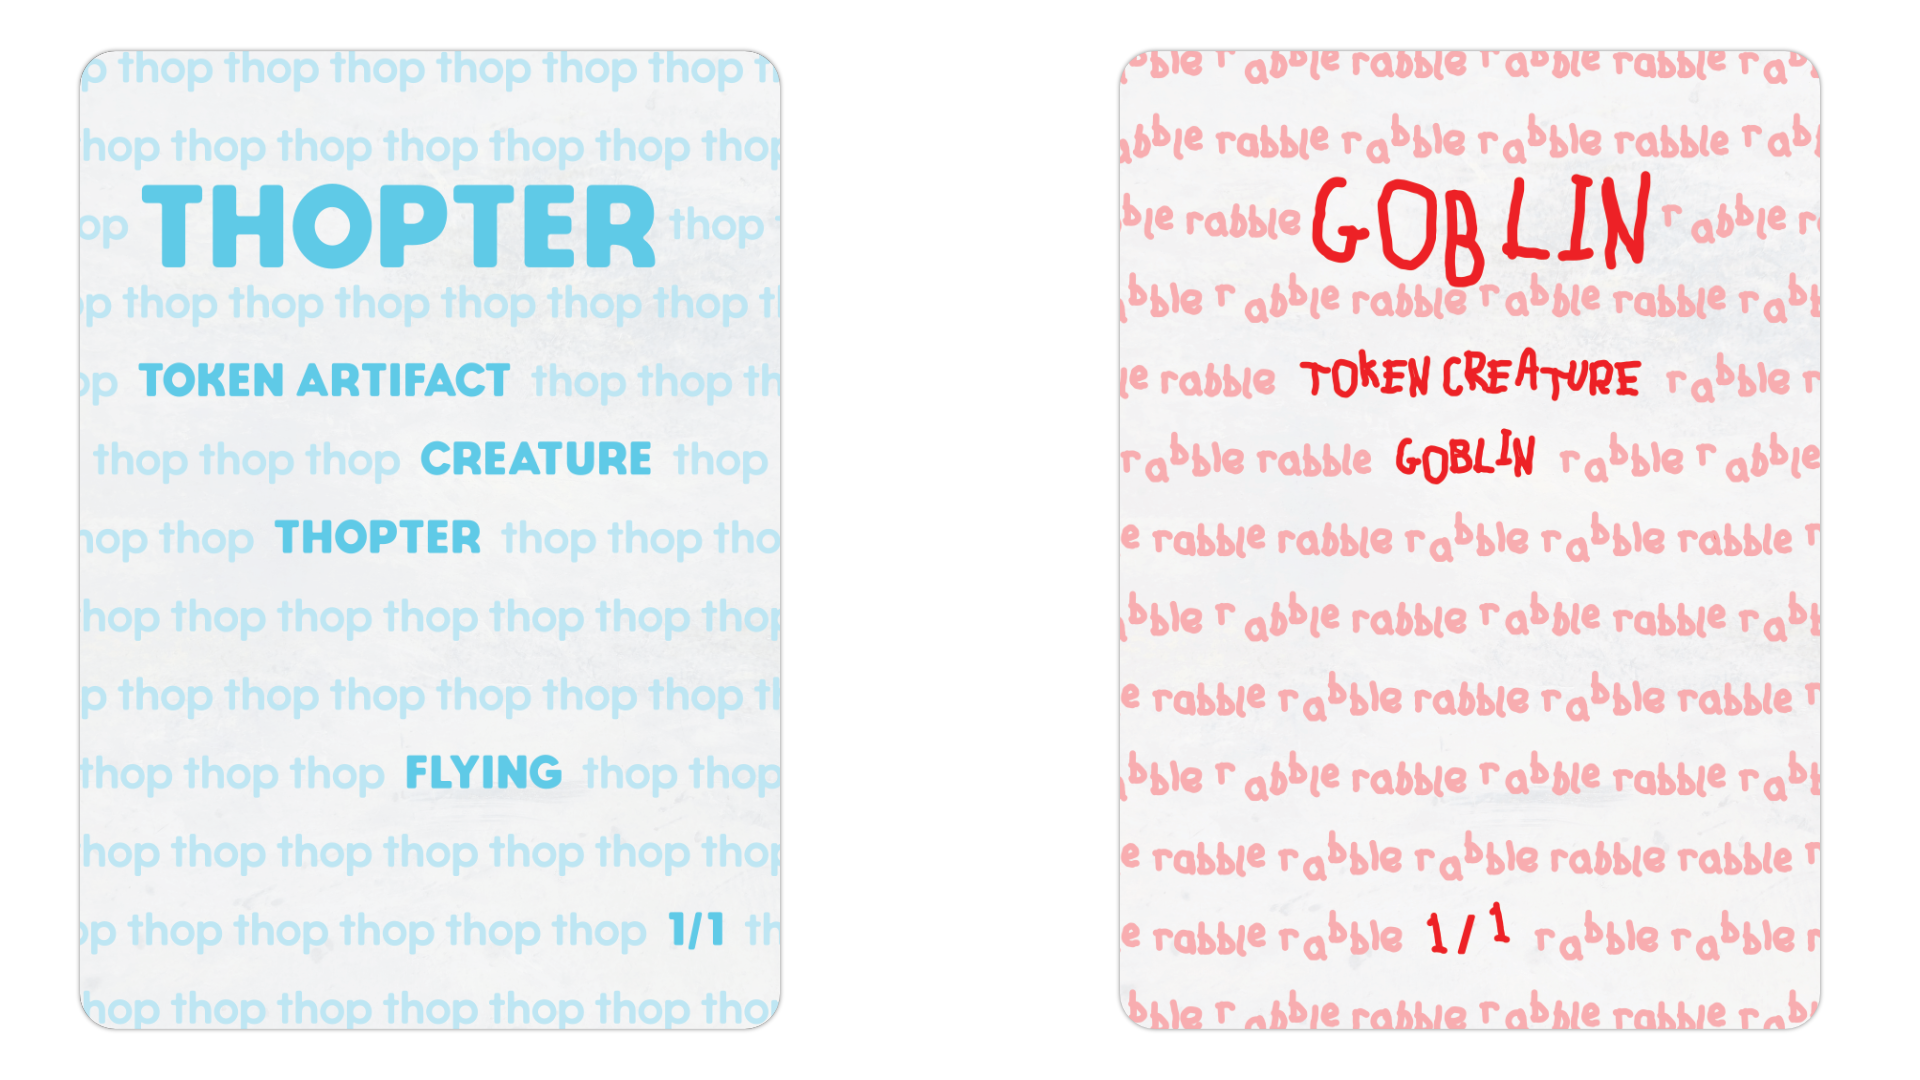 p thop thop thop thop thop thop th
hop thop thop thop thop thop thop
op THOPTER thop
p thop thop thop thop thop thop th
op TOKEN ARTIFACT thop thop th
thop thop thop CREATURE thop
hop thop THOPTER thop thop tho
hop thop thop thop thop thop thop
p thop thop thop thop thop thop th
thop thop thop FLYING thop thop
hop thop thop thop thop thop thop
op thop thop thop thop thop 1/1 th
hop thop thop thop thop thop thop
bble rabble rabble rabble rabble rabb
abble rabble rabble rabble rabble rabb
ble rabble GOBLIN rabble r
bble rabble rabble rabble rabble rabb
le rabble TOKEN CREATURE rabble r
rabble rabble GOBLIN rabble rabble
e rabble rabble rabble rabble rabble r
bble rabble rabble rabble rabble rabb
e rabble rabble rabble rabble rabble r
bble rabble rabble rabble rabble rabb
e rabble rabble rabble rabble rabble r
e rabble rabble 1/1 rabble rabble r
bble rabble rabble rabble rabble rabb